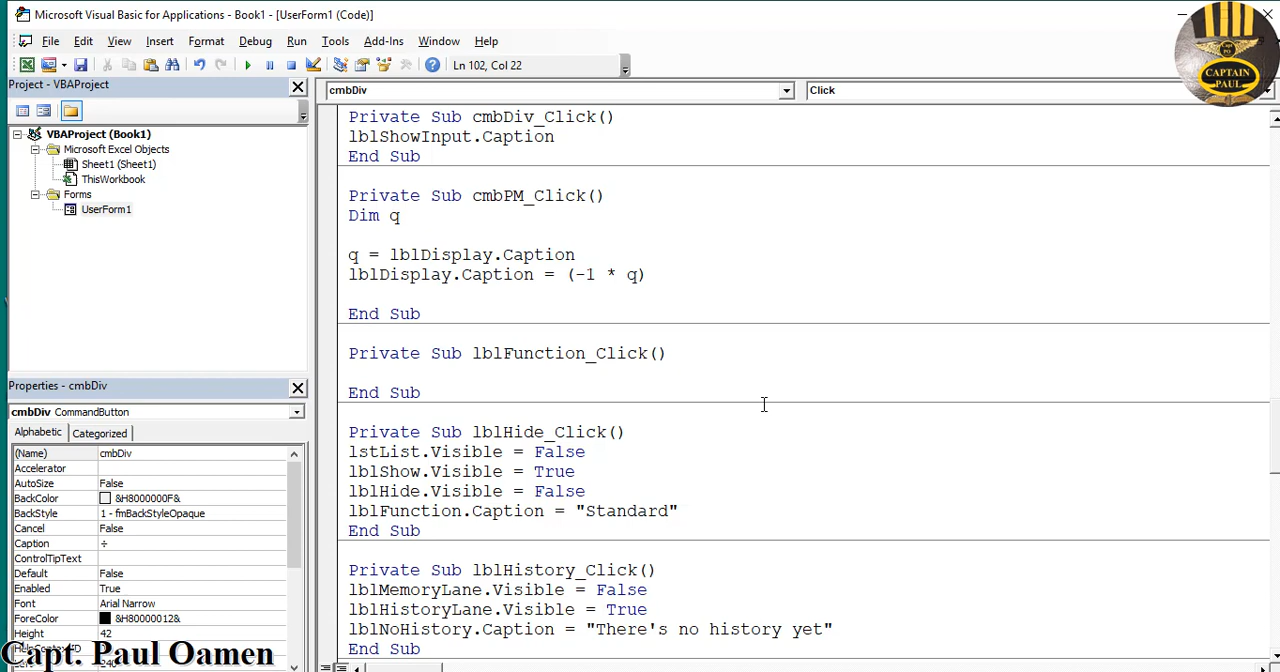 Microsoft Visual Basic for Applications - Book1 - [UserForm1 (Code)]
File Edit View Insert Format Debug Run Tools Add-Ins Window Help
Ln 102, Col 22
Project - VBAProject
VBAProject (Book1)
Microsoft Excel Objects
Sheet1 (Sheet1)
ThisWorkbook
Forms
UserForm1
Properties - cmbDiv
cmbDiv CommandButton
Alphabetic Categorized
(Name) cmbDiv
Accelerator
AutoSize False
BackColor &H8000000F&
BackStyle 1 - fmBackStyleOpaque
Cancel False
Caption ÷
ControlTipText
Default False
Enabled True
Font Arial Narrow
ForeColor &H80000012&
Height 42
Capt. Paul Oamen
cmbDiv Click
Private Sub cmbDiv_Click()
lblShowInput.Caption
End Sub
Private Sub cmbPM_Click()
Dim q
q = lblDisplay.Caption
lblDisplay.Caption = (-1 * q)
End Sub
Private Sub lblFunction_Click()
End Sub
Private Sub lblHide_Click()
lstList.Visible = False
lblShow.Visible = True
lblHide.Visible = False
lblFunction.Caption = "Standard"
End Sub
Private Sub lblHistory_Click()
lblMemoryLane.Visible = False
lblHistoryLane.Visible = True
lblNoHistory.Caption = "There's no history yet"
End Sub
CAPTAIN
PAUL